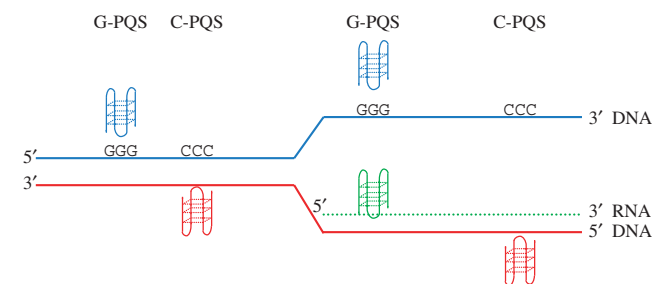 G-PQS C-PQS G-PQS C-PQS
GGG CCC 3′ DNA
5′ GGG CCC
3′
5′ 3′ RNA
5′ DNA